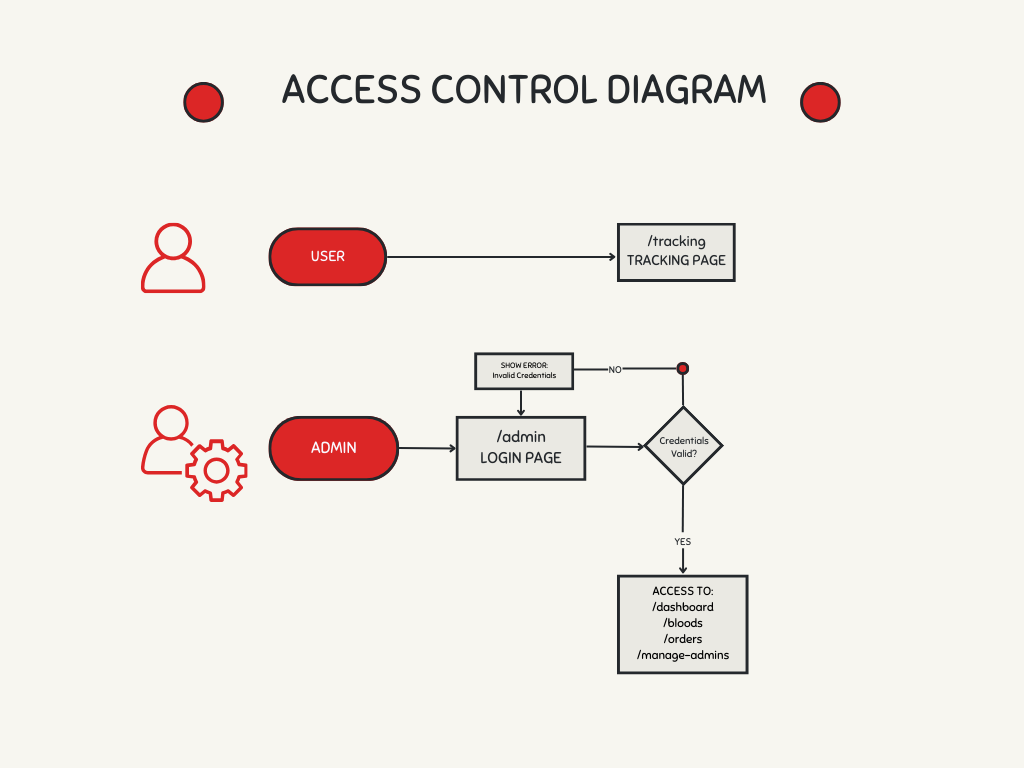 ACCESS CONTROL DIAGRAM
USER
/tracking
TRACKING PAGE
SHOW ERROR:
Invalid Credentials
NO
ADMIN
/admin
LOGIN PAGE
Credentials
Valid?
YES
ACCESS TO:
/dashboard
/bloods
/orders
/manage-admins